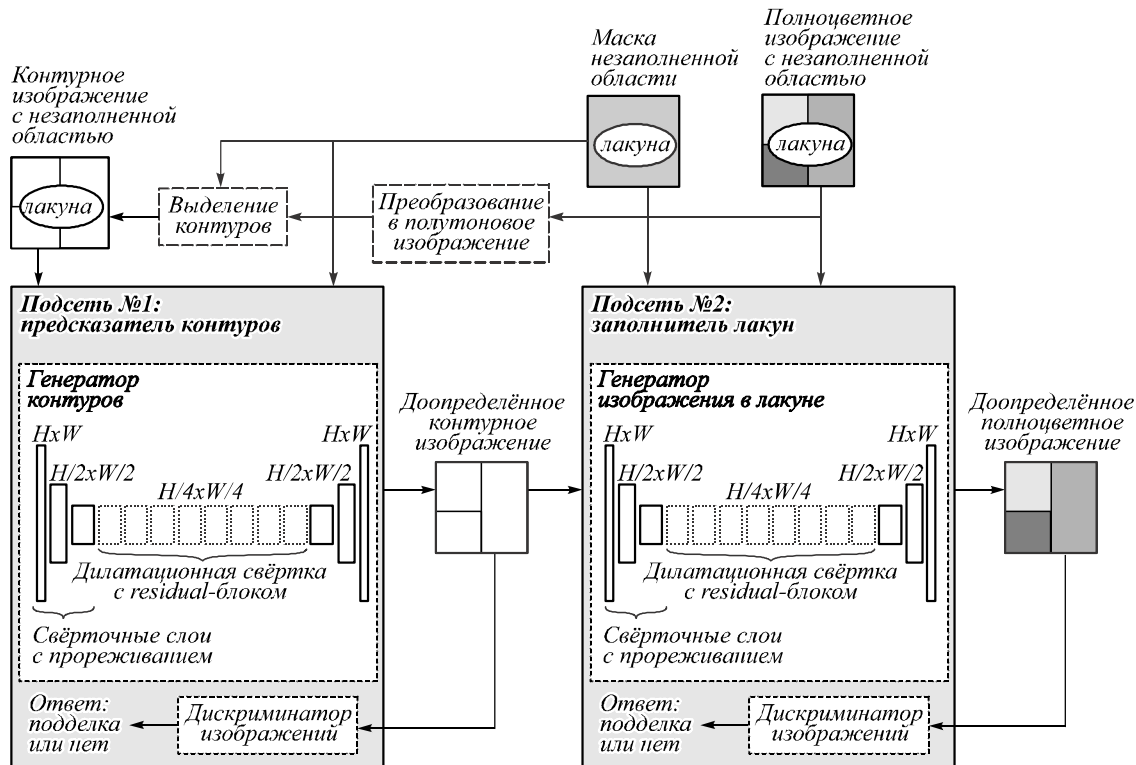 Контурное
изображение
с незаполненной
областью
лакуна
Маска
незаполненной
области
лакуна
Полноцветное
изображение
с незаполненной
областью
лакуна
Выделение
контуров
Преобразование
в полутоновое
изображение
Подсеть №1:
предсказатель контуров
Генератор
контуров
HxW
H/2xW/2
H/4xW/4
H/2xW/2
HxW
Дилатационная свёртка
с residual-блоком
Свёрточные слои
с прореживанием
Ответ:
подделка
или нет
Дискриминатор
изображений
Доопределённое
контурное
изображение
Подсеть №2:
заполнитель лакун
Генератор
изображения в лакуне
HxW
H/2xW/2
H/4xW/4
H/2xW/2
HxW
Дилатационная свёртка
с residual-блоком
Свёрточные слои
с прореживанием
Ответ:
подделка
или нет
Дискриминатор
изображений
Доопределённое
полноцветное
изображение